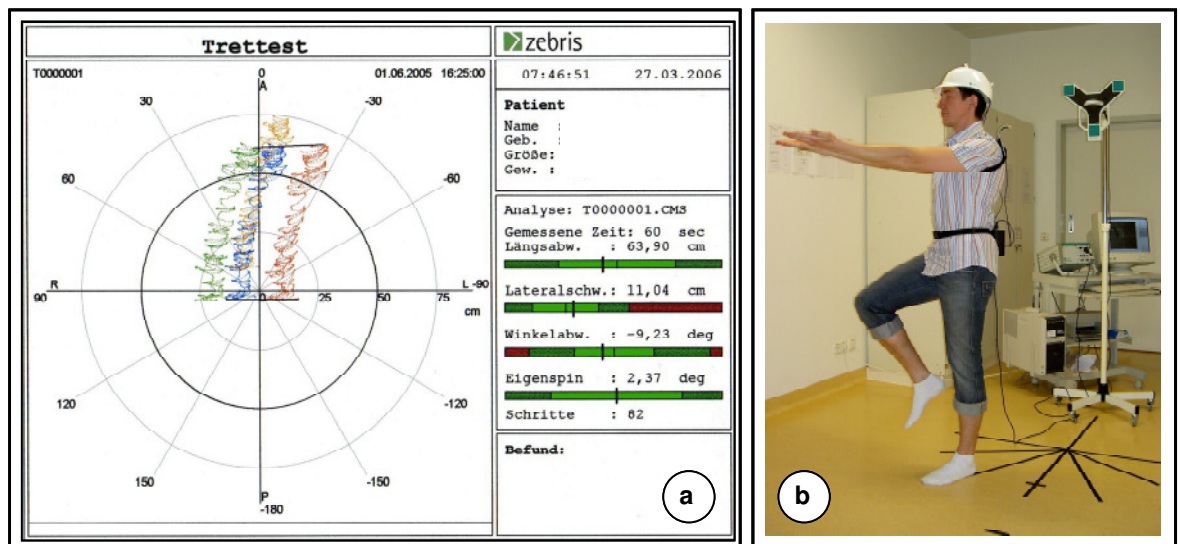 Trettest
T0000001
0
A
01.06.2005 16:25:00
30
-30
60
-60
R
90
0
25
50
75
L -90
cm
120
-120
150
-150
P
-180
zebris
07:46:51 27.03.2006
Patient
Name :
Geb. :
Größe:
Gew. :
Analyse: T0000001.CMS
Gemessene Zeit: 60 sec
Längsabw. : 63,90 cm
Lateralschw.: 11,04 cm
Winkelabw. : -9,23 deg
Eigenspin : 2,37 deg
Schritte : 82
Befund:
a
b